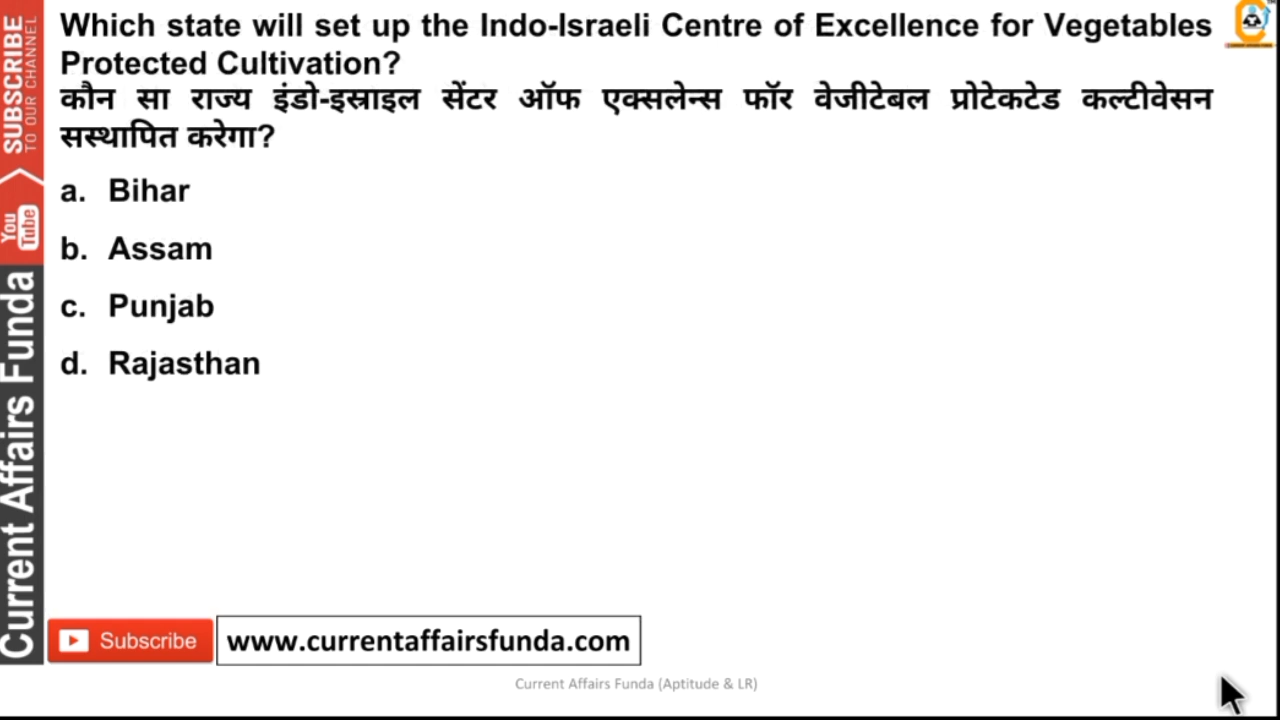 Which state will set up the Indo-Israeli Centre of Excellence for Vegetables
Protected Cultivation?
कौन सा राज्य इंडो-इस्राइल सेंटर ऑफ एक्सलेन्स फॉर वेजीटेबल प्रोटेकटेड कल्टीवेसन
सस्थापित करेगा?
a. Bihar
b. Assam
c. Punjab
d. Rajasthan
SUBSCRIBE
TO OUR CHANNEL
You
Tube
Current Affairs Funda
Subscribe
www.currentaffairsfunda.com
Current Affairs Funda (Aptitude & LR)